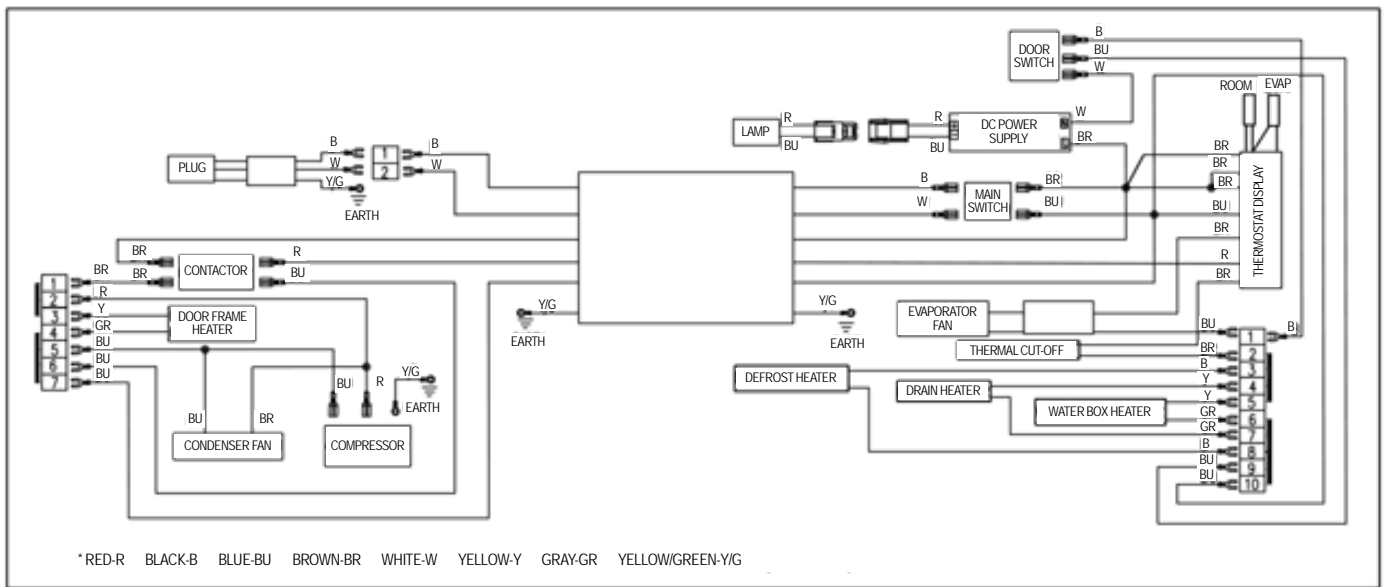 DOOR
SWITCH
B
BU
W
ROOM EVAP
LAMP
R
BU
R
BU
DC POWER
SUPPLY
W
BR
PLUG
B
W
Y/G
EARTH
1
2
B
W
B
W
MAIN
SWITCH
BR
BU
BR
BR
BR
BU
BR
R
BR
THERMOSTAT DISPLAY
BR
BR
CONTACTOR
R
BU
1
2
3
4
5
6
7
BR
R
Y
GR
BU
BU
BU
DOOR FRAME
HEATER
Y/G
EARTH
Y/G
EARTH
BU
BR
CONDENSER FAN
BU
R
Y/G
EARTH
COMPRESSOR
EVAPORATOR
FAN
THERMAL CUT-OFF
DEFROST HEATER
DRAIN HEATER
WATER BOX HEATER
BU
BR
B
Y
Y
GR
GR
B
BU
BU
1
2
3
4
5
6
7
8
9
10
B
* RED-R BLACK-B BLUE-BU BROWN-BR WHITE-W YELLOW-Y GRAY-GR YELLOW/GREEN-Y/G